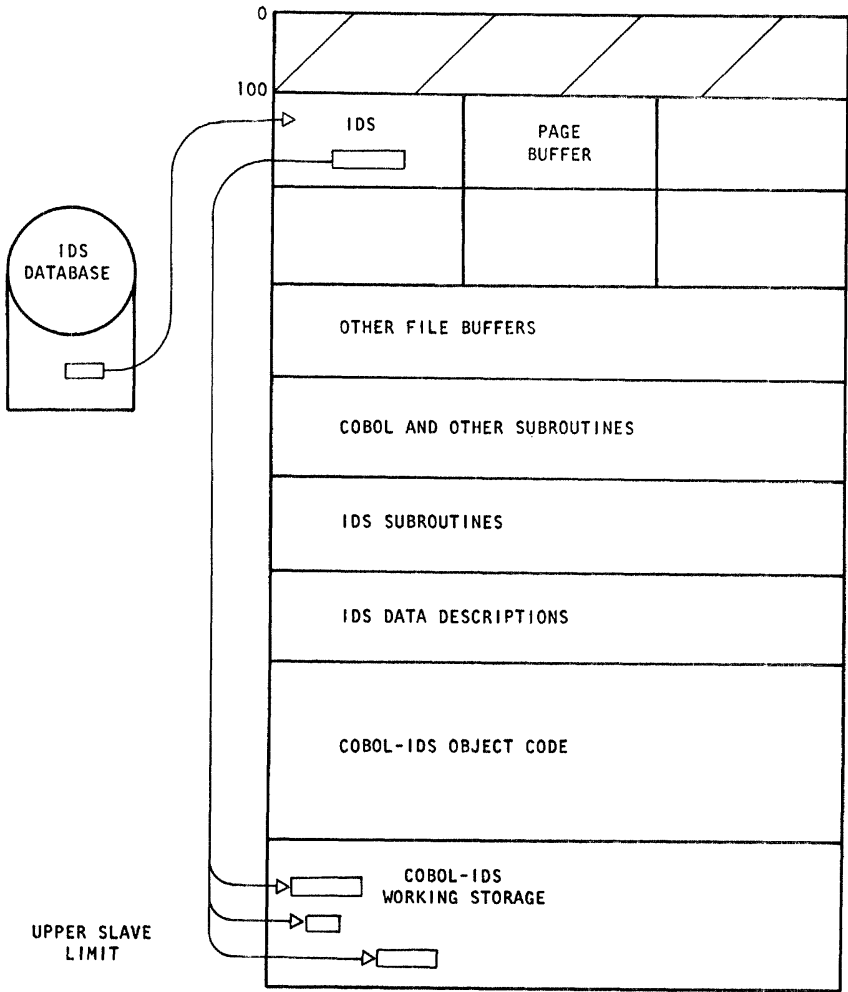 0
100
IDS
PAGE
BUFFER
IDS
DATABASE
OTHER FILE BUFFERS
COBOL AND OTHER SUBROUTINES
IDS SUBROUTINES
IDS DATA DESCRIPTIONS
COBOL-IDS OBJECT CODE
COBOL-IDS
WORKING STORAGE
UPPER SLAVE
LIMIT